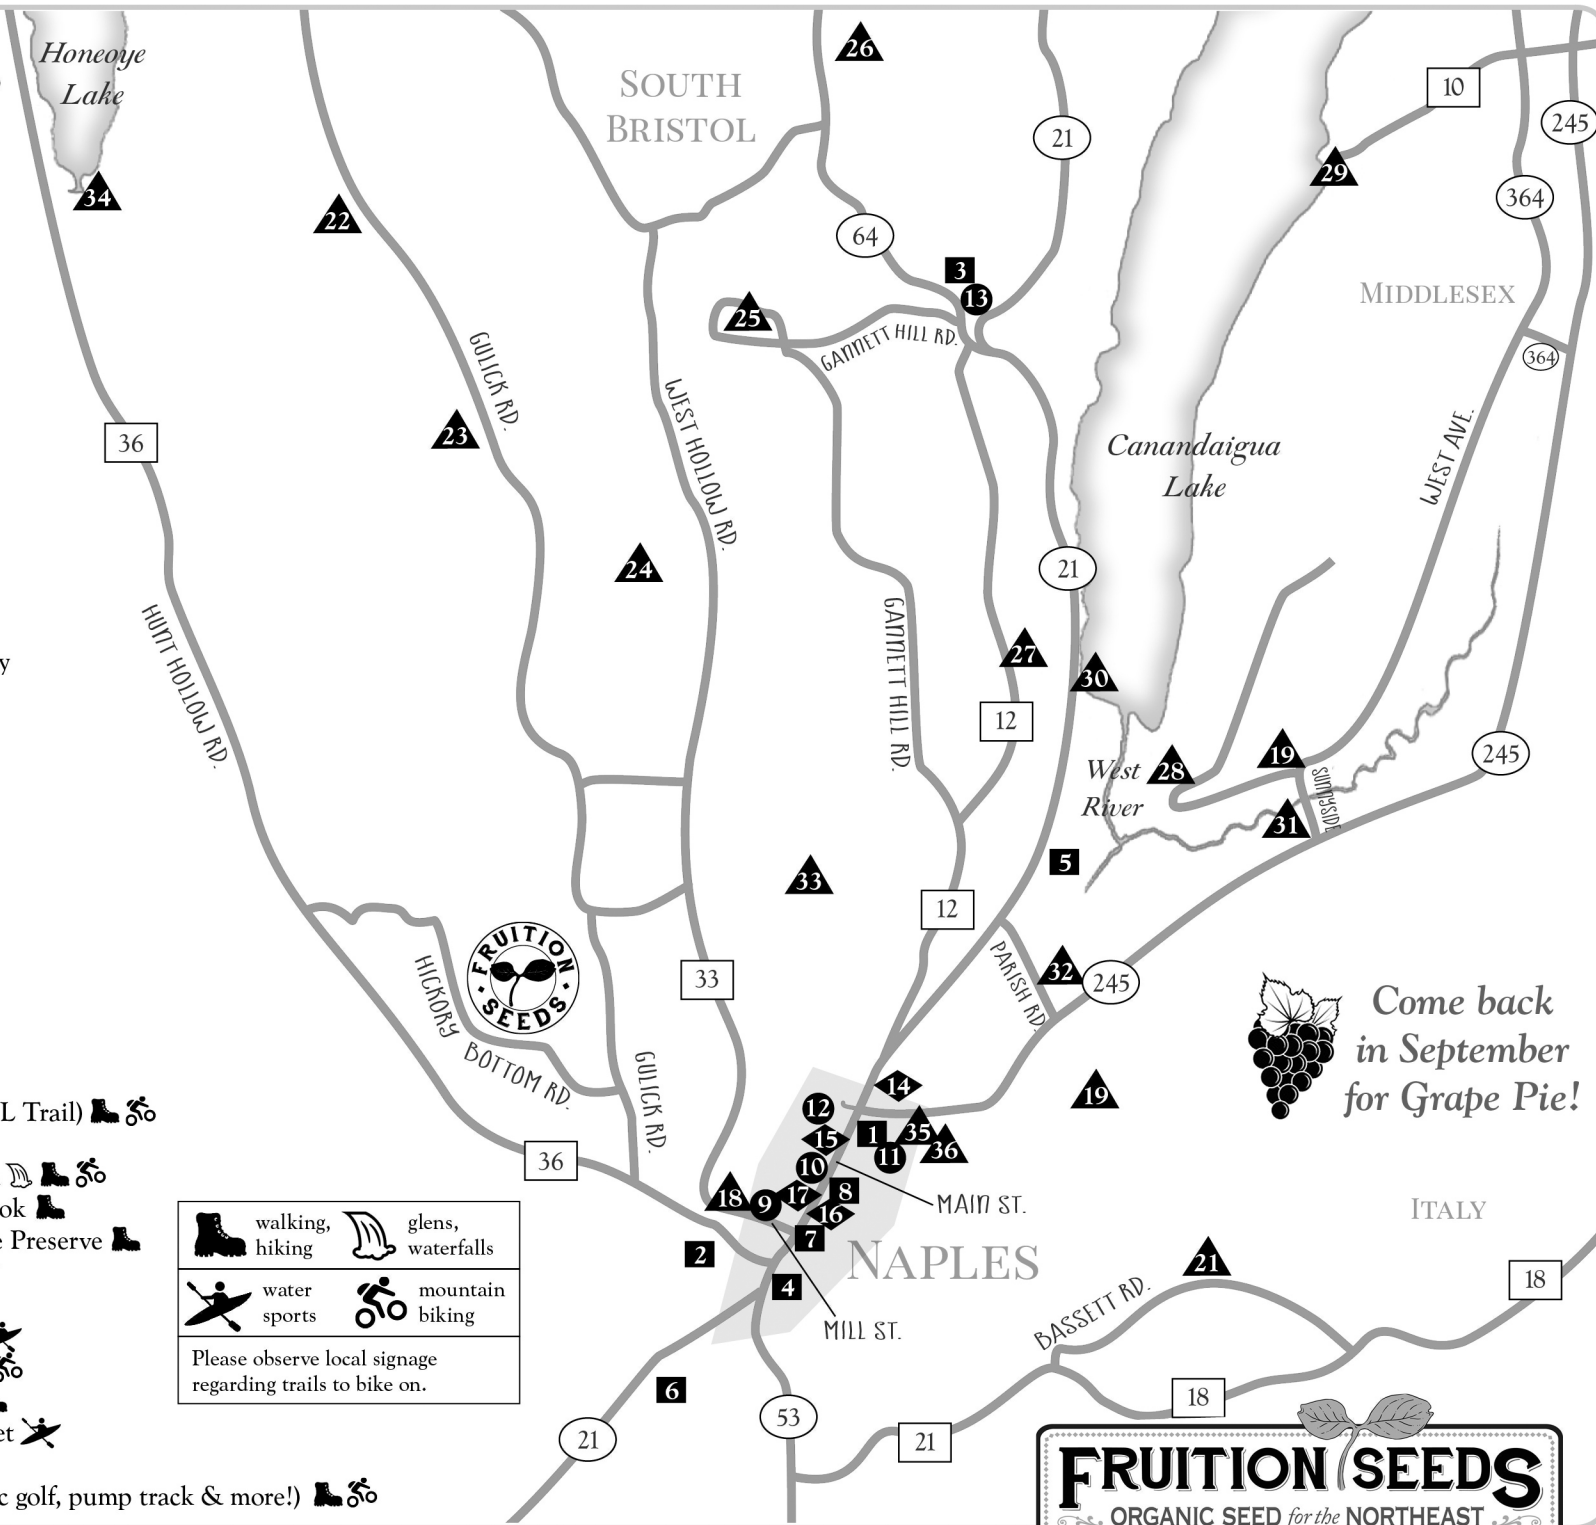 Honeoye
Lake
SOUTH
BRISTOL
26
21
10
245
34
22
29
364
64
3
13
25
GANNETT HILL RD.
MIDDLESEX
364
GULICK RD.
WEST HOLLOW RD.
WEST AVE.
36
23
Canandaigua
Lake
24
21
HUNT HOLLOW RD.
GANNETT HILL RD.
y
27
30
12
West
River
28
19
SUNNYSIDE
245
31
5
33
12
FRUITION
SEEDS
HICKORY
BOTTOM RD.
33
PARISH RD.
32
245
Come back
in September
for Grape Pie!
GULICK RD.
14
19
12
15
1
35
36
10
11
L Trail)
36
18
9
17
8
16
7
MAIN ST.
ok
e Preserve
walking,
hiking
glens,
waterfalls
water
sports
mountain
biking
Please observe local signage
regarding trails to bike on.
2
4
NAPLES
MILL ST.
ITALY
21
BASSETT RD.
18
6
18
53
21
21
et
c golf, pump track & more!)
FRUITION SEEDS
ORGANIC SEED for the NORTHEAST